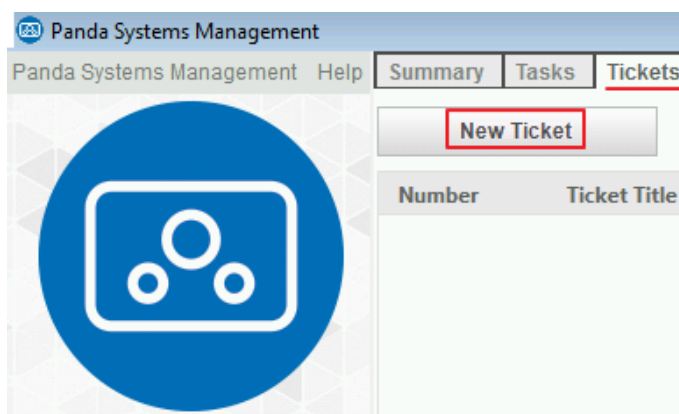 Panda Systems Management
Panda Systems Management Help Summary Tasks Tickets
New Ticket
Number Ticket Title